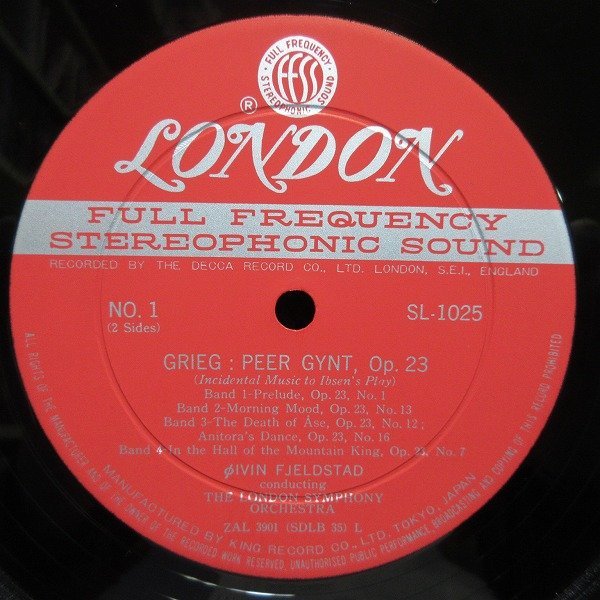 FULL FREQUENCY
FFSS
STEREOPHONIC SOUND
®
LONDON
FULL FREQUENCY
STEREOPHONIC SOUND
RECORDED BY THE DECCA RECORD CO., LTD. LONDON, S.E.I., ENGLAND
NO. 1
(2 Sides)
SL-1025
GRIEG : PEER GYNT, Op. 23
(Incidental Music to Ibsen's Play)
Band 1-Prelude, Op. 23, No. 1
Band 2-Morning Mood, Op. 23, No. 13
Band 3-The Death of Åse, Op. 23, No. 12;
Anitora's Dance, Op. 23, No. 16
Band 4-In the Hall of the Mountain King, Op. 23, No. 7
ØIVIN FJELDSTAD
conducting
THE LONDON SYMPHONY
ORCHESTRA
ZAL 3901 (SDLB 35) L
MANUFACTURED BY KING RECORD CO., LTD. TOKYO, JAPAN
ALL RIGHTS OF THE MANUFACTURER AND OF THE OWNER OF THE RECORDED WORK RESERVED. UNAUTHORISED PUBLIC PERFORMANCE, BROADCASTING AND COPYING OF THIS RECORD PROHIBITED